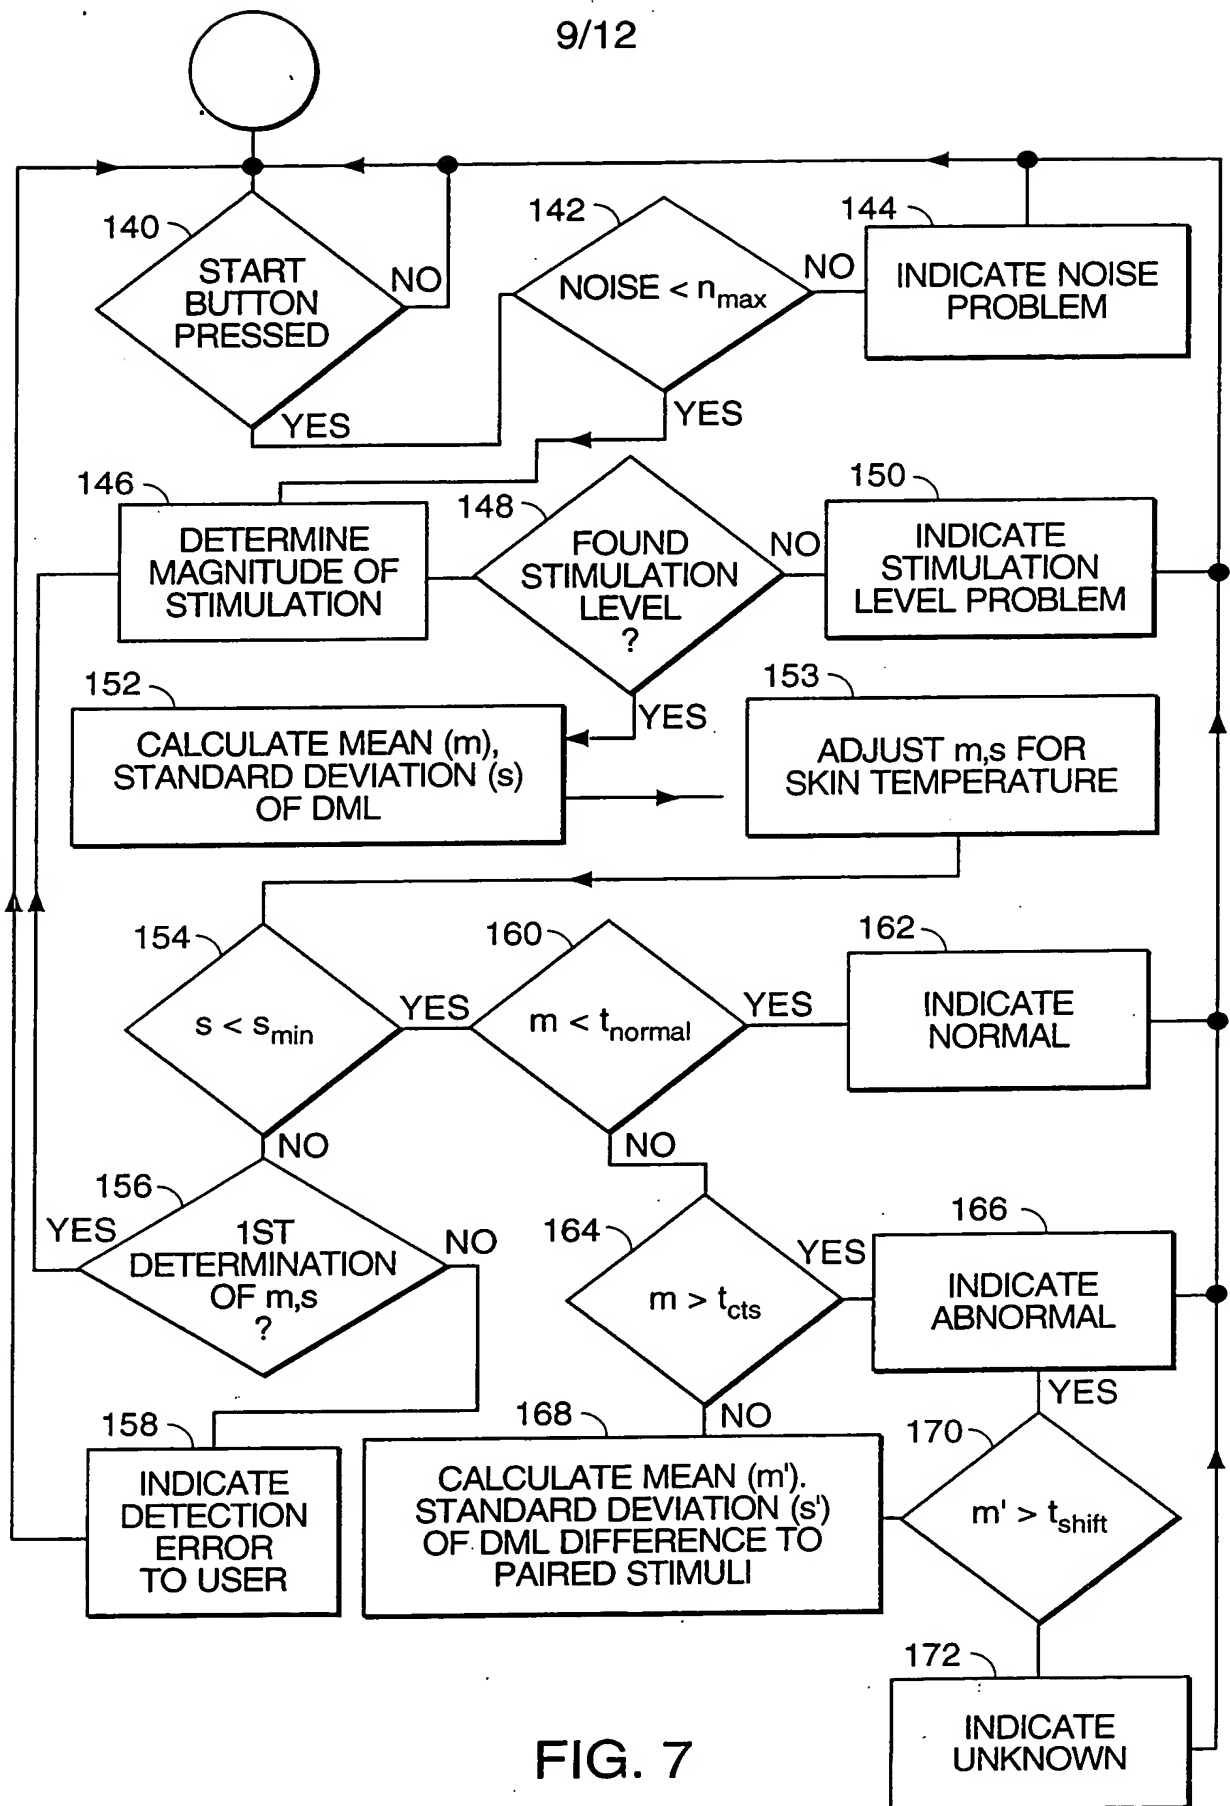 9/12
140
START
BUTTON
PRESSED
NO
YES
142
NOISE < nmax
NO
YES
144
INDICATE NOISE
PROBLEM
146
DETERMINE
MAGNITUDE OF
STIMULATION
148
FOUND
STIMULATION
LEVEL
?
NO
YES
150
INDICATE
STIMULATION
LEVEL PROBLEM
152
CALCULATE MEAN (m),
STANDARD DEVIATION (s)
OF DML
153
ADJUST m,s FOR
SKIN TEMPERATURE
154
s < smin
YES
NO
160
m < tnormal
YES
NO
162
INDICATE
NORMAL
156
YES
1ST
DETERMINATION
OF m,s
?
NO
164
m > tcts
YES
NO
166
INDICATE
ABNORMAL
YES
158
INDICATE
DETECTION
ERROR
TO USER
168
CALCULATE MEAN (m').
STANDARD DEVIATION (s')
OF DML DIFFERENCE TO
PAIRED STIMULI
170
m' > tshift
172
INDICATE
UNKNOWN
FIG. 7